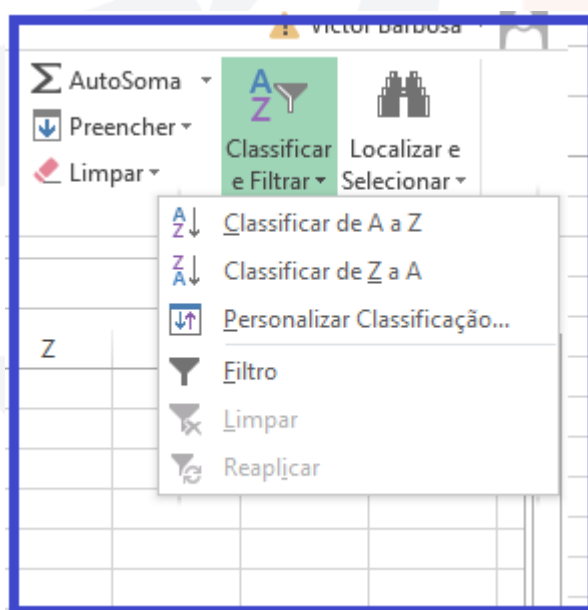 Victor Barbosa
AutoSoma
Preencher
Limpar
Classificar e Filtrar
Localizar e Selecionar
Classificar de A a Z
Classificar de Z a A
Personalizar Classificação...
Filtro
Limpar
Reaplicar
Z